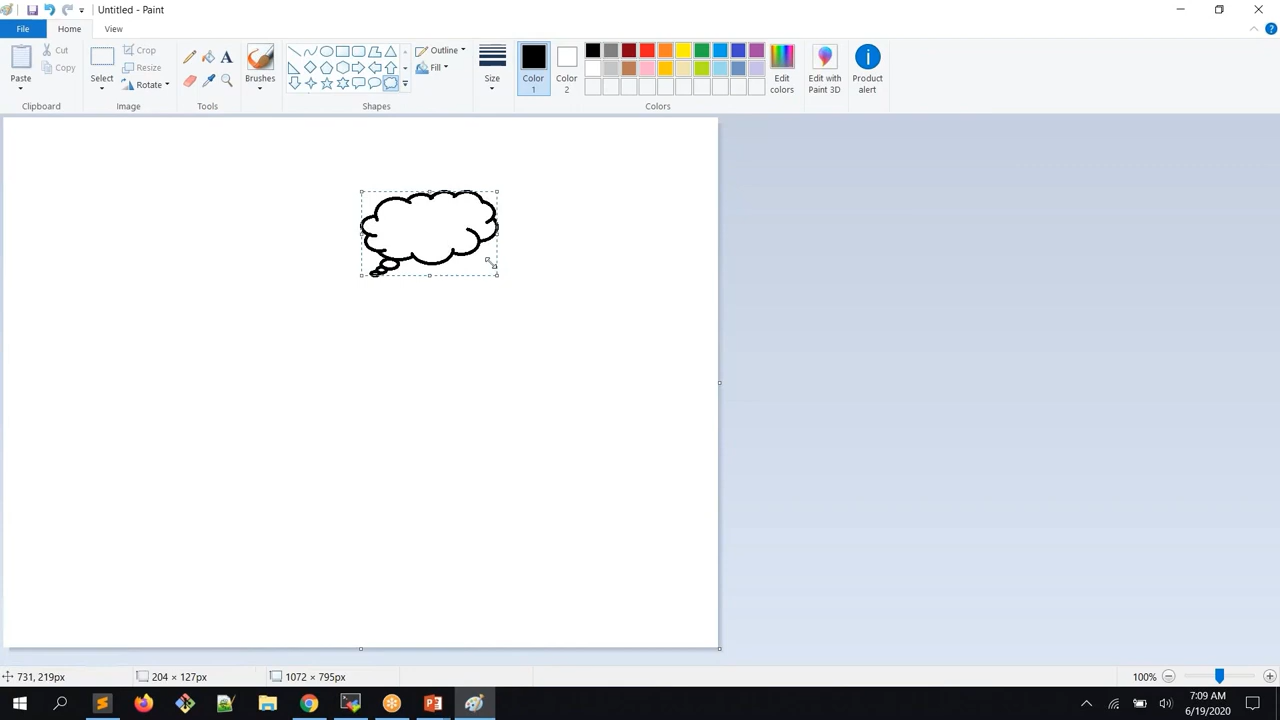 Untitled - Paint
File Home View
Paste
Cut
Copy
Clipboard
Select
Crop
Resize
Rotate
Image
Tools
A
Brushes
Shapes
Outline
Fill
Size
Color 1
Color 2
Colors
Edit colors
Edit with Paint 3D
Product alert
731, 219px 204 × 127px 1072 × 795px 100%
7:09 AM
6/19/2020